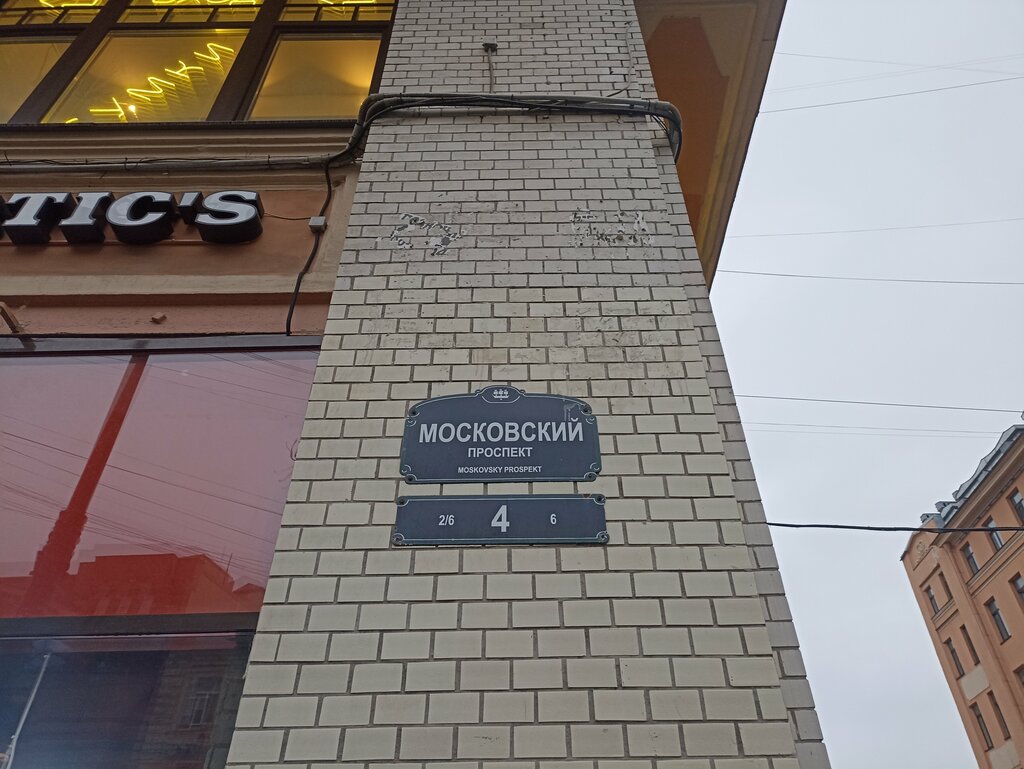 TIC'S
МОСКОВСКИЙ
ПРОСПЕКТ
MOSKOVSKY PROSPEKT
2/6 4 6